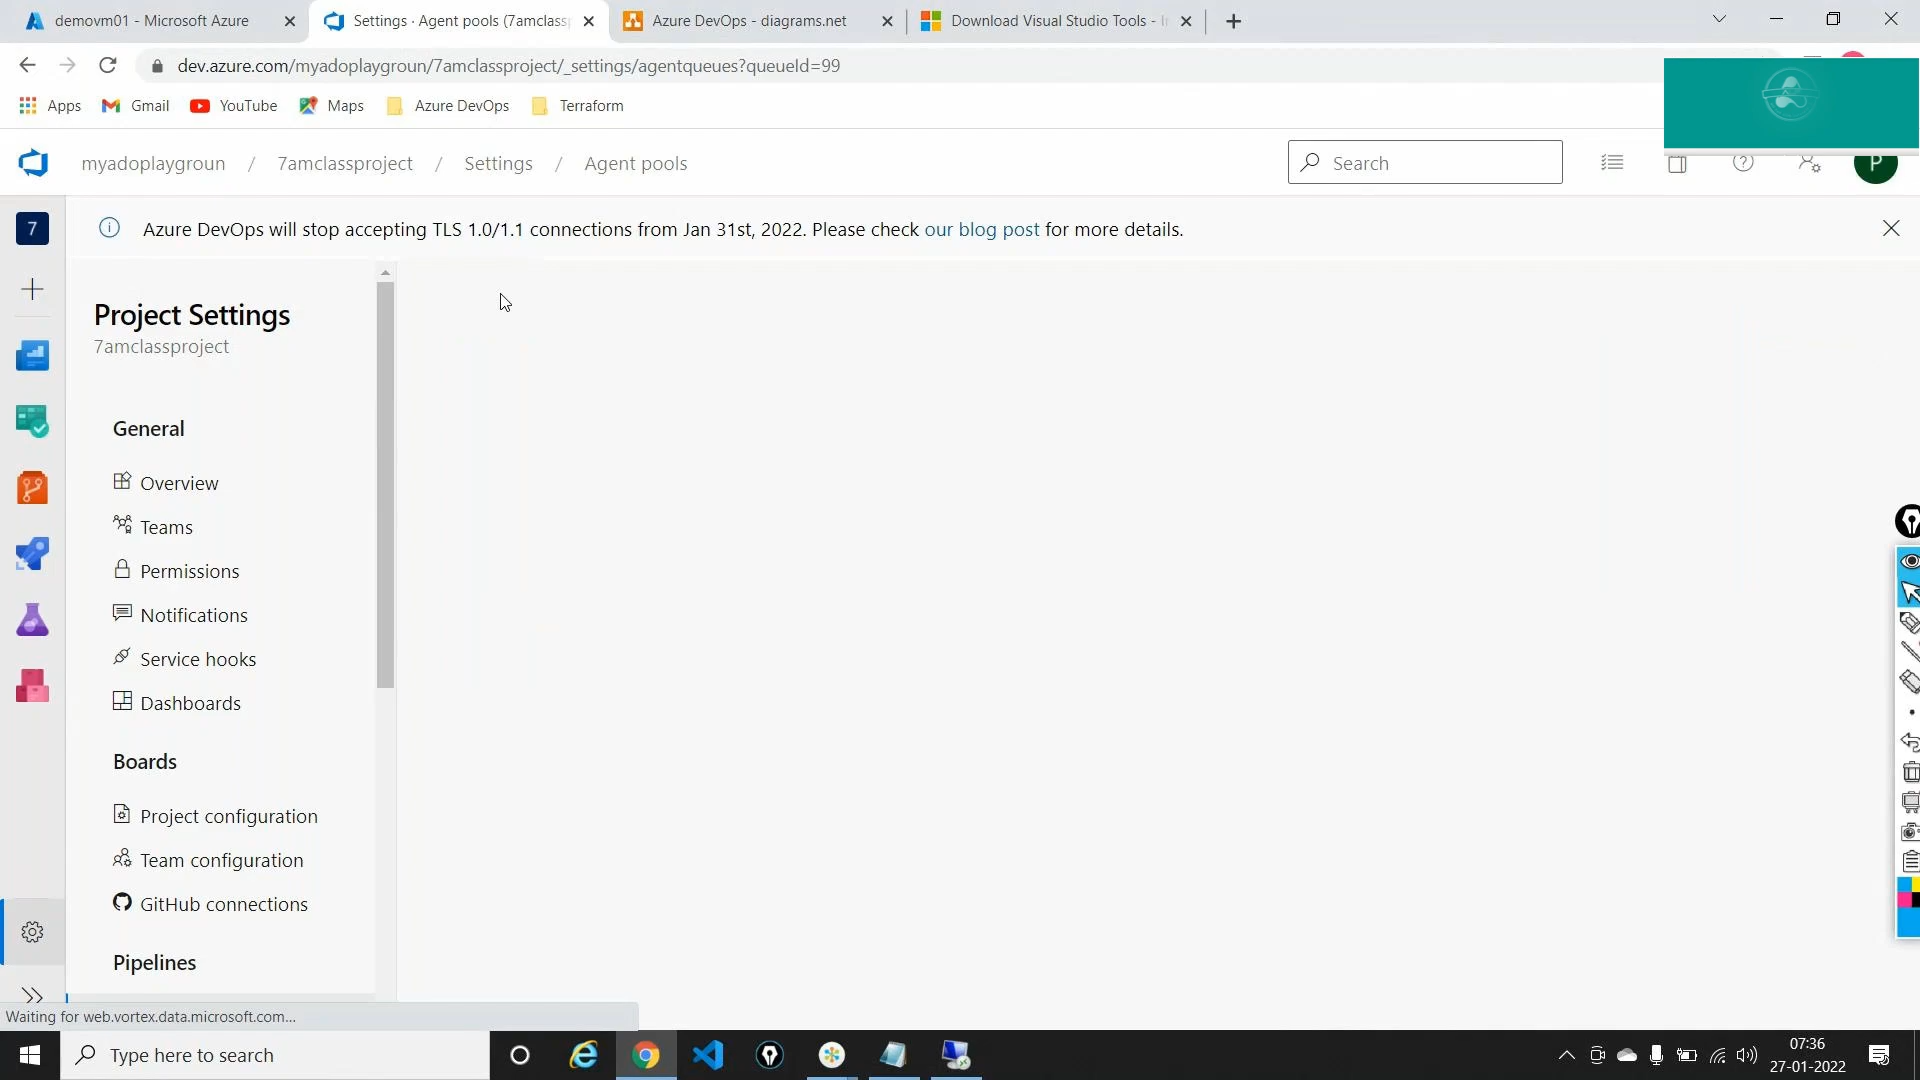 demovm01 - Microsoft Azure
Settings · Agent pools (7amclass
Azure DevOps - diagrams.net
Download Visual Studio Tools -
dev.azure.com/myadoplaygroun/7amclassproject/_settings/agentqueues?queueId=99
Apps
Gmail
YouTube
Maps
Azure DevOps
Terraform
myadoplaygroun / 7amclassproject / Settings / Agent pools
Search
P
7
Azure DevOps will stop accepting TLS 1.0/1.1 connections from Jan 31st, 2022. Please check our blog post for more details.
Project Settings
7amclassproject
General
Overview
Teams
Permissions
Notifications
Service hooks
Dashboards
Boards
Project configuration
Team configuration
GitHub connections
Pipelines
Waiting for web.vortex.data.microsoft.com...
Type here to search
07:36
27-01-2022